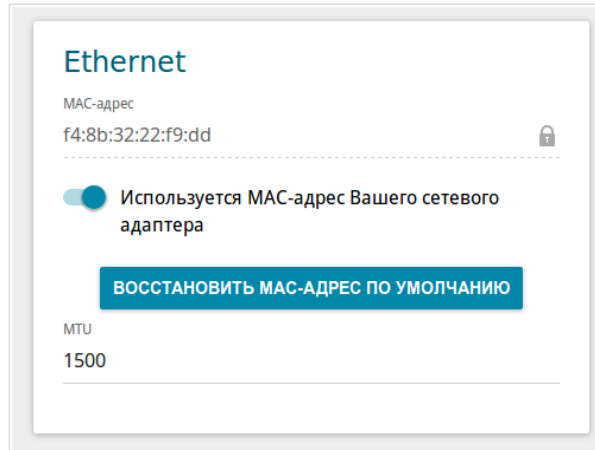 Ethernet
MAC-адрес
f4:8b:32:22:f9:dd
Используется MAC-адрес Вашего сетевого
адаптера
ВОССТАНОВИТЬ MAC-АДРЕС ПО УМОЛЧАНИЮ
MTU
1500